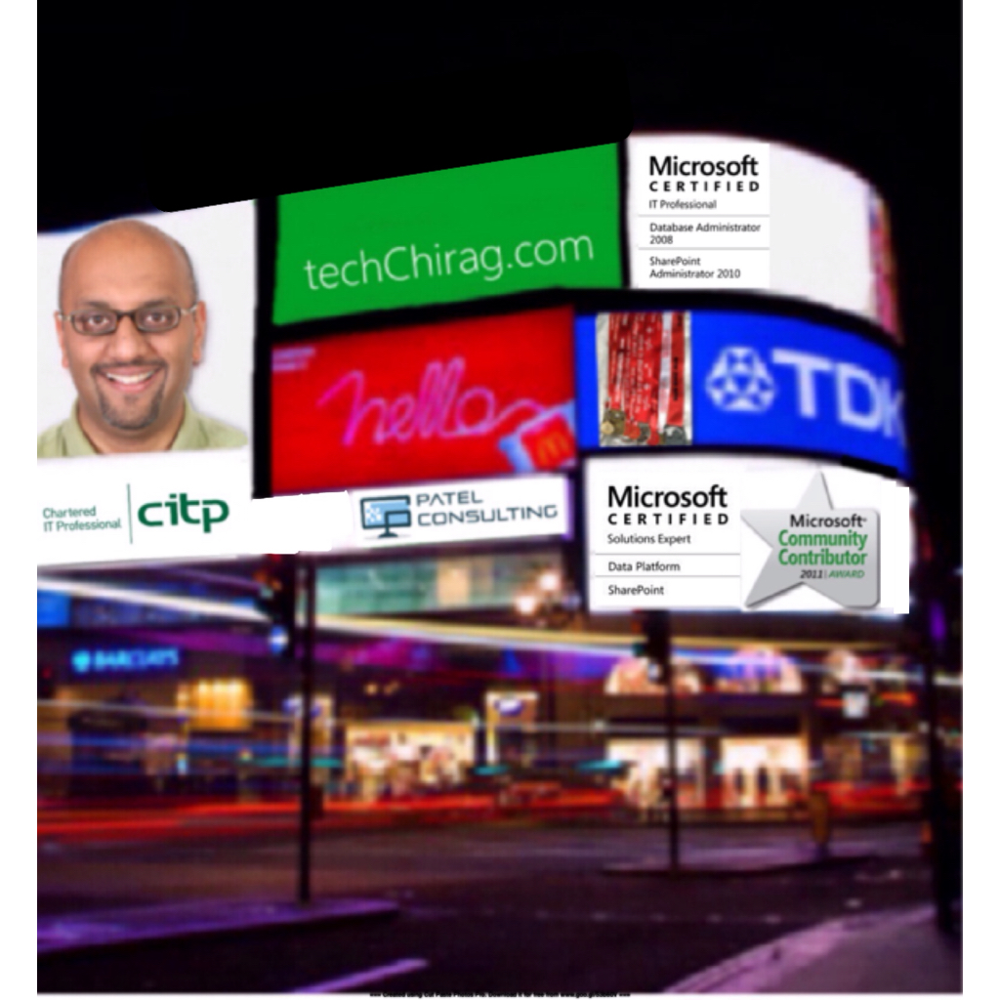 techChirag.com
Microsoft
CERTIFIED
IT Professional
Database Administrator
2008
SharePoint
Administrator 2010
hello
TDK
Chartered
IT Professional
citp
PATEL
CONSULTING
Microsoft
CERTIFIED
Solutions Expert
Data Platform
SharePoint
Microsoft®
Community
Contributor
2011 | AWARD
BARCLAYS